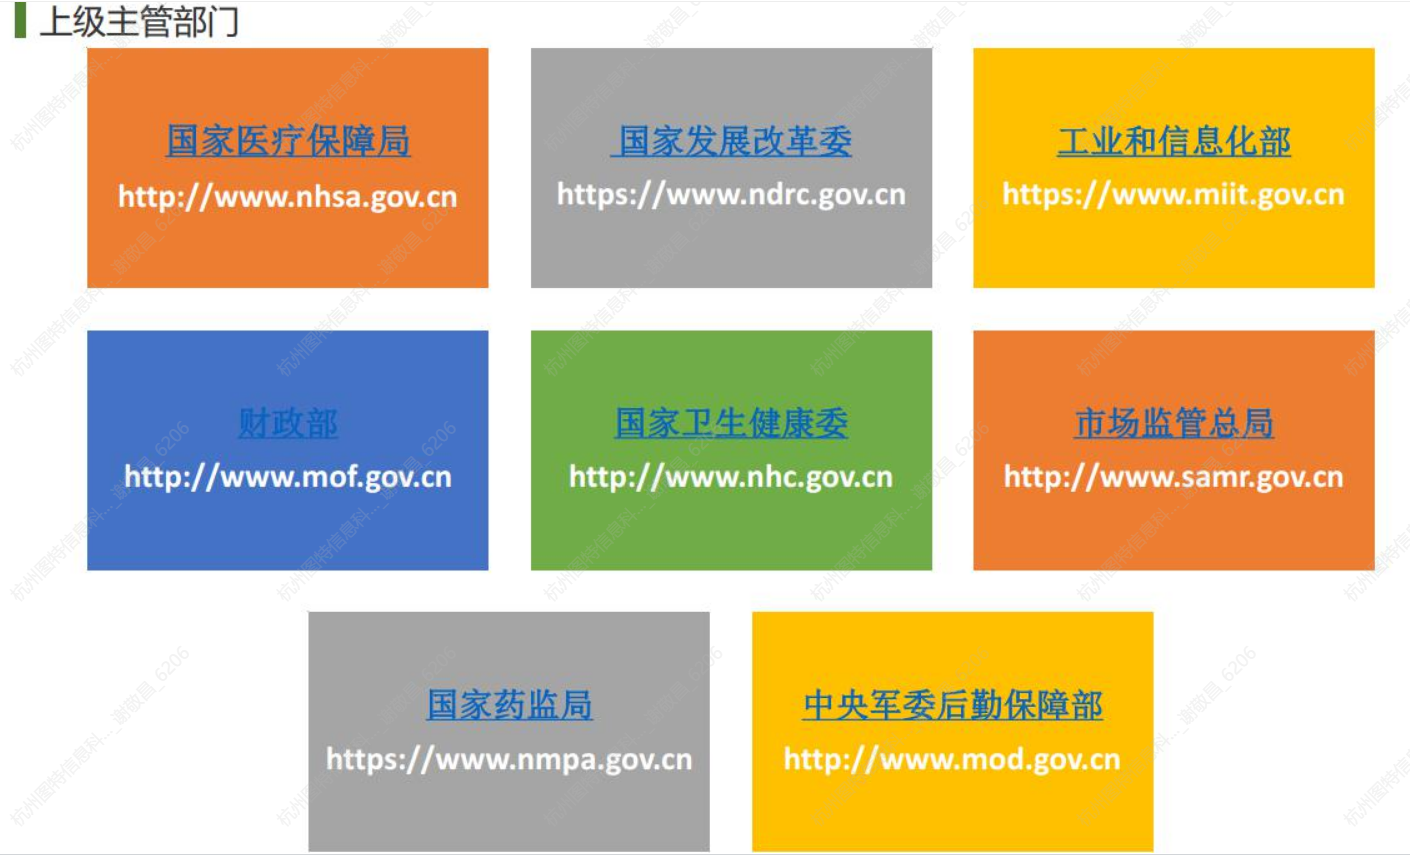 上级主管部门
国家医疗保障局
http://www.nhsa.gov.cn
国家发展改革委
https://www.ndrc.gov.cn
工业和信息化部
https://www.miit.gov.cn
财政部
http://www.mof.gov.cn
国家卫生健康委
http://www.nhc.gov.cn
市场监管总局
http://www.samr.gov.cn
国家药监局
https://www.nmpa.gov.cn
中央军委后勤保障部
http://www.mod.gov.cn